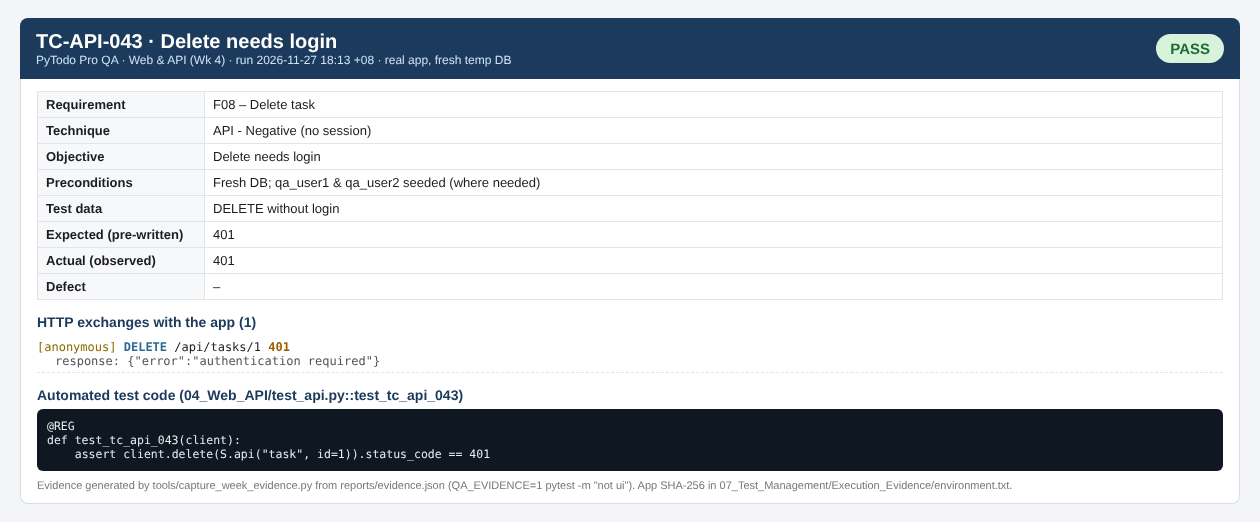 TC-API-043 · Delete needs login
PyTodo Pro QA · Web & API (Wk 4) · run 2026-11-27 18:13 +08 · real app, fresh temp DB
PASS
Requirement F08 – Delete task
Technique API - Negative (no session)
Objective Delete needs login
Preconditions Fresh DB; qa_user1 & qa_user2 seeded (where needed)
Test data DELETE without login
Expected (pre-written) 401
Actual (observed) 401
Defect –
HTTP exchanges with the app (1)
[anonymous] DELETE /api/tasks/1 401
response: {"error":"authentication required"}
Automated test code (04_Web_API/test_api.py::test_tc_api_043)
@REG
def test_tc_api_043(client):
    assert client.delete(S.api("task", id=1)).status_code == 401
Evidence generated by tools/capture_week_evidence.py from reports/evidence.json (QA_EVIDENCE=1 pytest -m "not ui"). App SHA-256 in 07_Test_Management/Execution_Evidence/environment.txt.